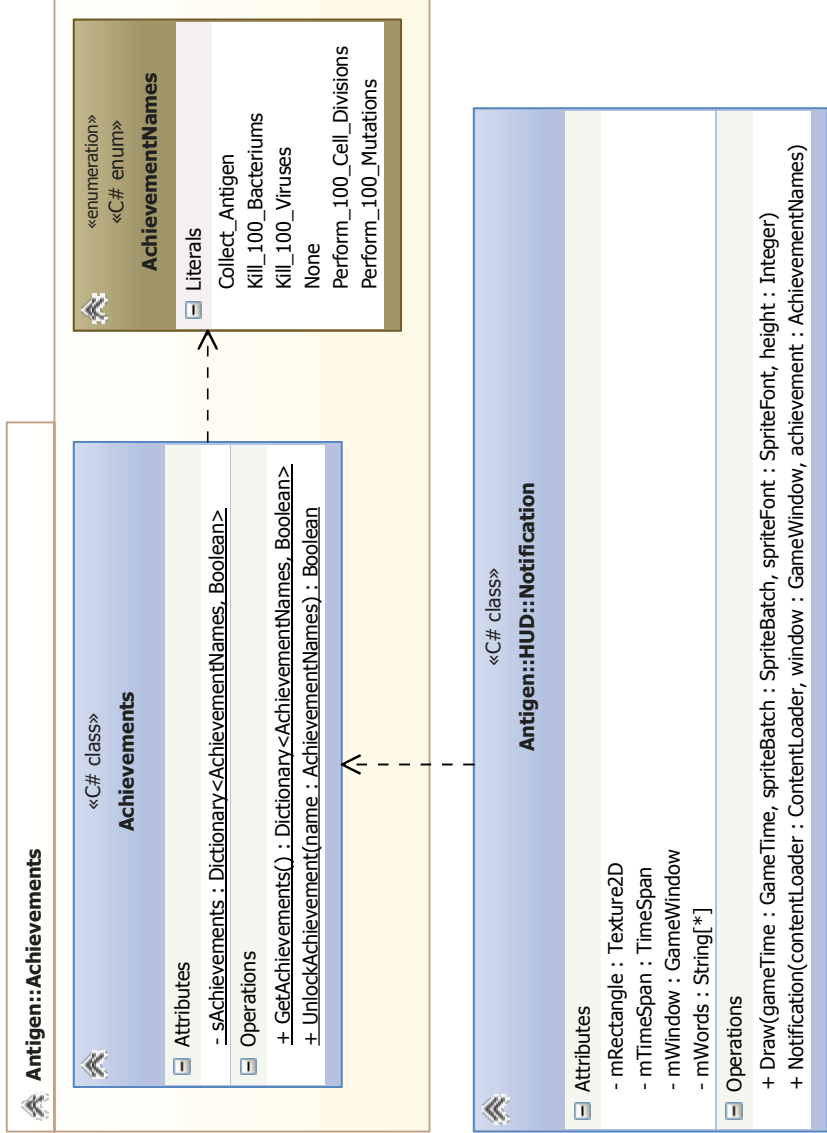 Antigen::Achievements
«C# class»
Achievements
Attributes
- sAchievements : Dictionary<AchievementNames, Boolean>
Operations
+ GetAchievements() : Dictionary<AchievementNames, Boolean>
+ UnlockAchievement(name : AchievementNames) : Boolean
«enumeration»
«C# enum»
AchievementNames
Literals
Collect_Antigen
Kill_100_Bacteriums
Kill_100_Viruses
None
Perform_100_Cell_Divisions
Perform_100_Mutations
«C# class»
Antigen::HUD::Notification
Attributes
- mRectangle : Texture2D
- mTimeSpan : TimeSpan
- mWindow : GameWindow
- mWords : String[*]
Operations
+ Draw(gameTime : GameTime, spriteBatch : SpriteBatch, spriteFont : SpriteFont, height : Integer)
+ Notification(contentLoader : ContentLoader, window : GameWindow, achievement : AchievementNames)